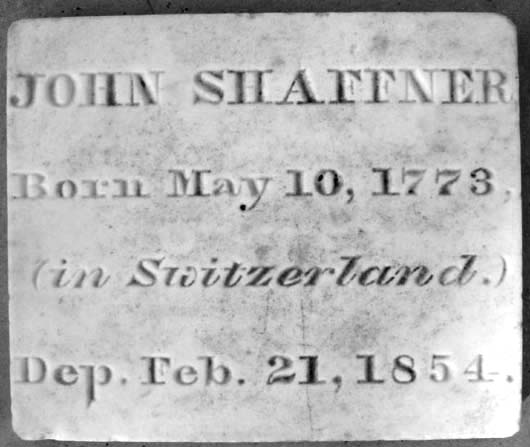 JOHN SHAFFNER
Born May 10, 1773,
(in Switzerland.)
Dep. Feb. 21, 1854.